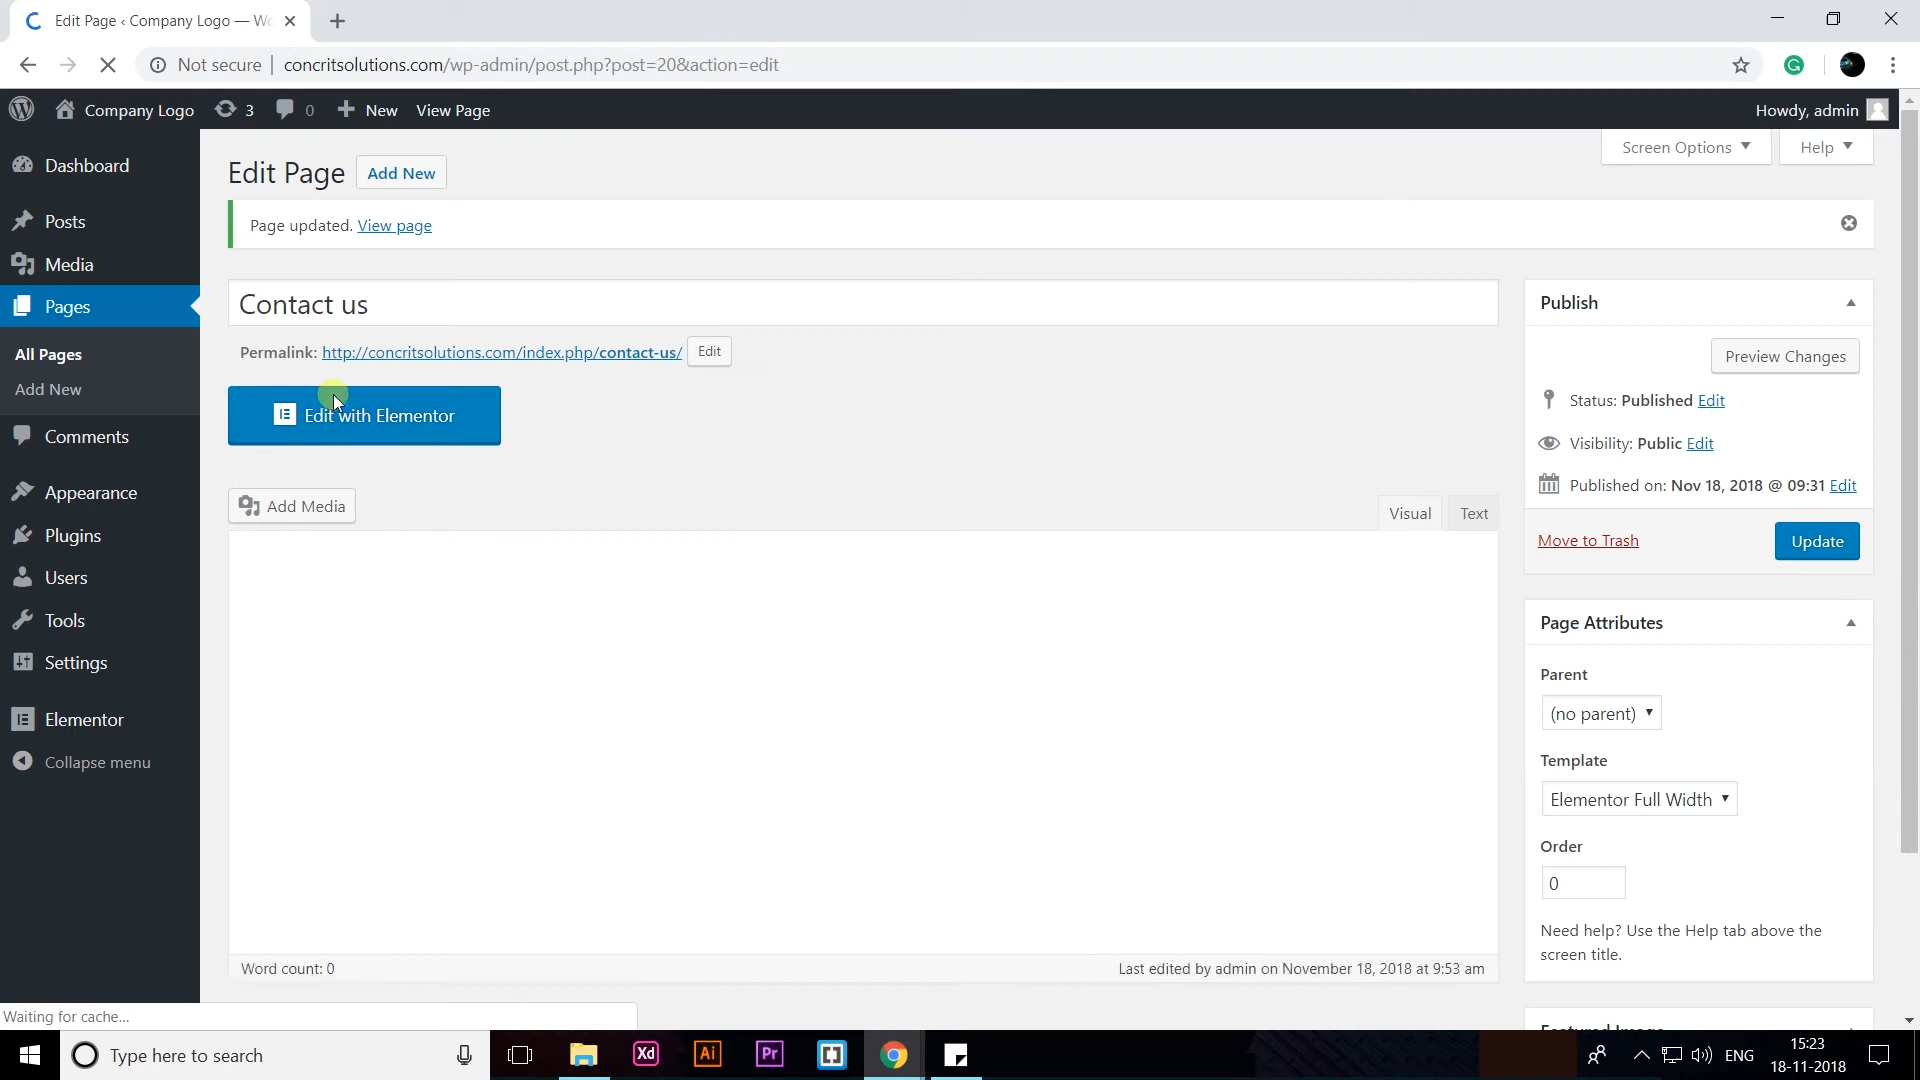 Edit Page ‹ Company Logo — Wo
Not secure
concritsolutions.com/wp-admin/post.php?post=20&action=edit
Company Logo
3
0
New
View Page
Howdy, admin
Screen Options
Help
Dashboard
Posts
Media
Pages
All Pages
Add New
Comments
Appearance
Plugins
Users
Tools
Settings
Elementor
Collapse menu
Edit Page
Add New
Page updated. View page
Contact us
Permalink: http://concritsolutions.com/index.php/contact-us/
Edit
Edit with Elementor
Add Media
Visual
Text
Word count: 0
Last edited by admin on November 18, 2018 at 9:53 am
Publish
Preview Changes
Status: Published Edit
Visibility: Public Edit
Published on: Nov 18, 2018 @ 09:31 Edit
Move to Trash
Update
Page Attributes
Parent
(no parent)
Template
Elementor Full Width
Order
0
Need help? Use the Help tab above the
screen title.
Featured Image
Waiting for cache...
Type here to search
Xd
Ai
Pr
ENG
15:23
18-11-2018